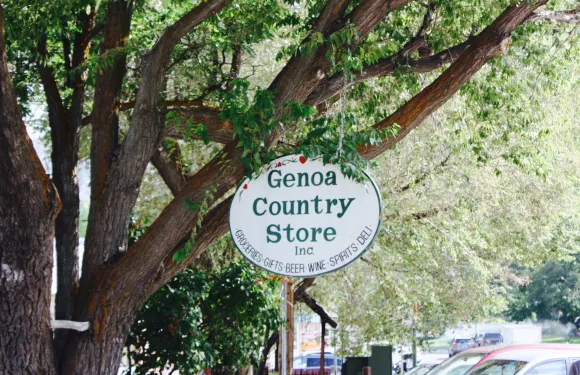 Genoa
Country
Store
Inc
GROCERIES·GIFTS·BEER WINE·SPIRITS·DELI